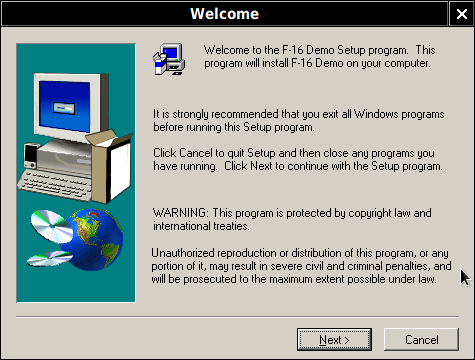 Welcome
Welcome to the F-16 Demo Setup program. This
program will install F-16 Demo on your computer.
It is strongly recommended that you exit all Windows programs
before running this Setup program.
Click Cancel to quit Setup and then close any programs you
have running. Click Next to continue with the Setup program.
WARNING: This program is protected by copyright law and
international treaties.
Unauthorized reproduction or distribution of this program, or any
portion of it, may result in severe civil and criminal penalties, and
will be prosecuted to the maximum extent possible under law.
Next >
Cancel